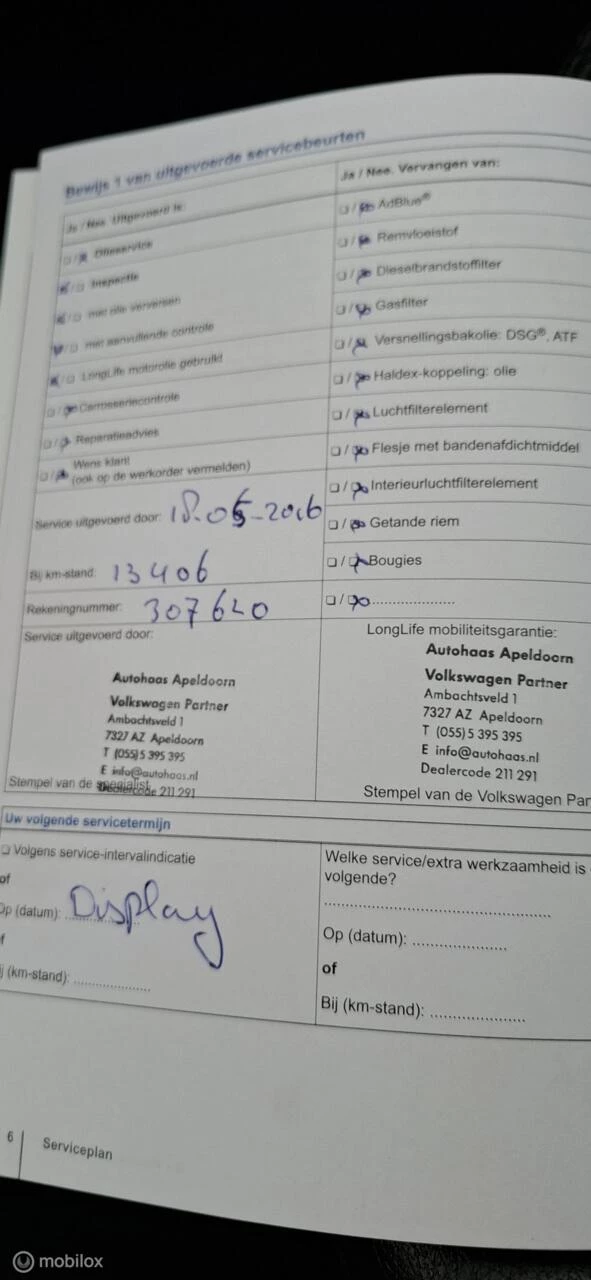 Bewijs 1 van uitgevoerde servicebeurten
Ja / Nee. Uitgevoerd is:
❏ / ❏ Olieservice
❏ / ❏ Inspectie
❏ / ❏ met olie verversen
❏ / ❏ met aanvullende controle
❏ / ❏ LongLife motorolie gebruikt
❏ / ❏ Carrosseriecontrole
❏ / ❏ Reparatieadvies
❏ / ❏ Wens klant!
(ook op de werkorder vermelden)
Service uitgevoerd door: 18.05-2016
Bij km-stand: 13406
Rekeningnummer: 307620
Service uitgevoerd door:
Autohaas Apeldoorn
Volkswagen Partner
Ambachtsveld 1
7327 AZ Apeldoorn
T (055) 5 395 395
E info@autohaas.nl
Dealercode 211 291
Stempel van de specialist
Ja / Nee. Vervangen van:
❏ / ❏ AdBlue®
❏ / ❏ Remvloeistof
❏ / ❏ Dieselbrandstoffilter
❏ / ❏ Gasfilter
❏ / ❏ Versnellingsbakolie: DSG®, ATF
❏ / ❏ Haldex-koppeling: olie
❏ / ❏ Luchtfilterelement
❏ / ❏ Flesje met bandenafdichtmiddel
❏ / ❏ Interieurluchtfilterelement
❏ / ❏ Getande riem
❏ / ❏ Bougies
❏ / ❏ ....................
LongLife mobiliteitsgarantie:
Autohaas Apeldoorn
Volkswagen Partner
Ambachtsveld 1
7327 AZ Apeldoorn
T (055) 5 395 395
E info@autohaas.nl
Dealercode 211 291
Stempel van de Volkswagen Par
Uw volgende servicetermijn
❏ Volgens service-intervalindicatie
of
Op (datum): Display
f
j (km-stand): ....................
Welke service/extra werkzaamheid is
volgende?
..................................................
Op (datum): ....................
of
Bij (km-stand): ....................
6 Serviceplan
mobilox